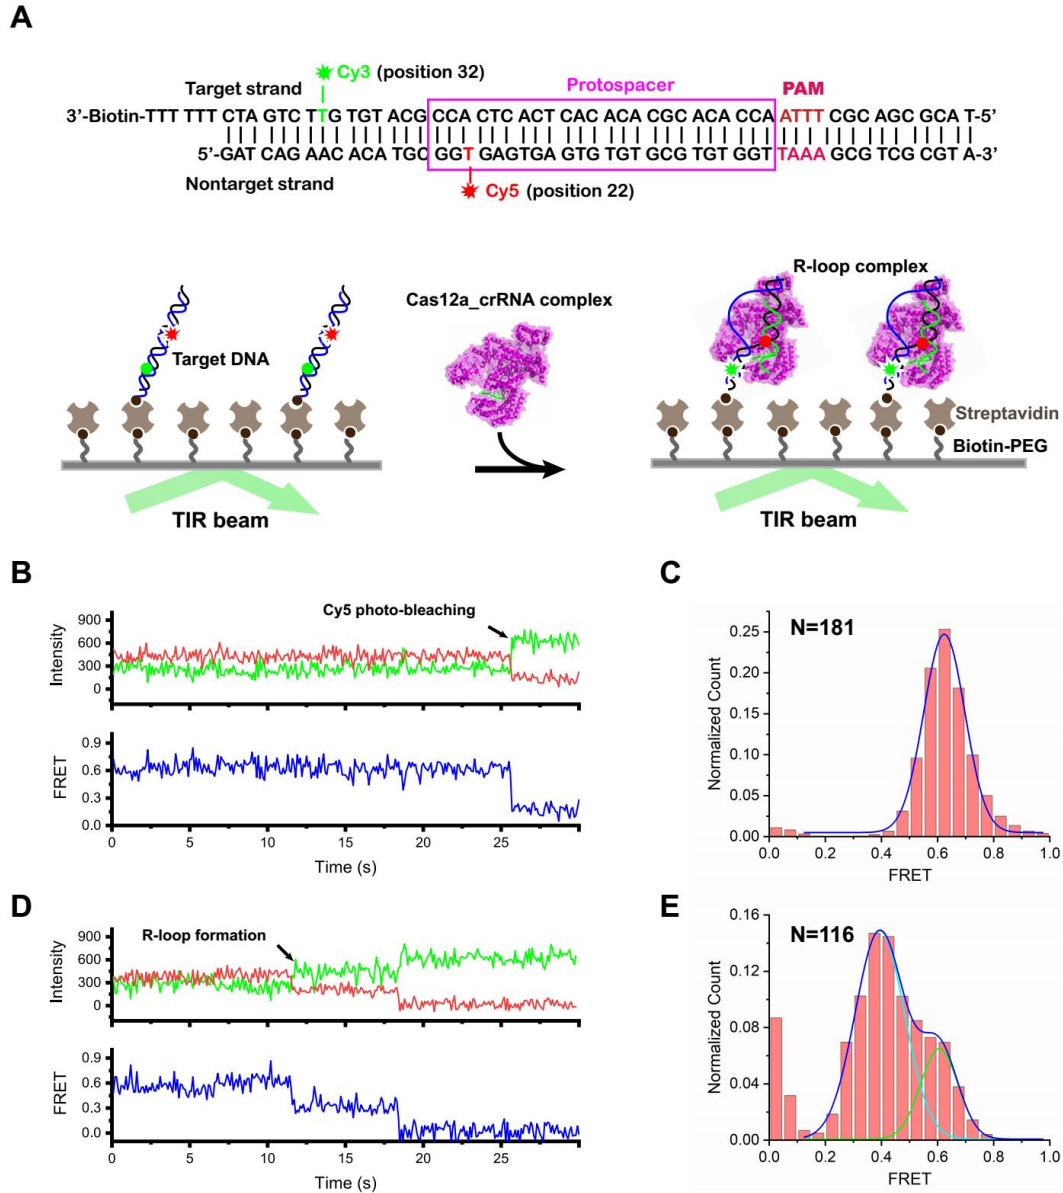 A
Cy3 (position 32)
Target strand
Protospacer
PAM
3'-Biotin-TTT TTT CTA GTC TTG TGT ACG CCA CTC ACT CAC ACA CGC ACA CCA ATTT CGC AGC GCA T-5'
5'-GAT CAG AAC ACA TGC GGT GAGTGA GTG TGT GCG TGT GGT TAAA GCG TCG CGT A-3'
Nontarget strand
Cy5 (position 22)
R-loop complex
Cas12a_crRNA complex
Target DNA
Streptavidin
Biotin-PEG
TIR beam
TIR beam
B
Cy5 photo-bleaching
900
600
300
0
Intensity
0.9
0.6
0.3
0.0
FRET
0 5 10 15 20 25
Time (s)
C
N=181
0.25
0.20
0.15
0.10
0.05
0.00
Normalized Count
0.0 0.2 0.4 0.6 0.8 1.0
FRET
D
R-loop formation
900
600
300
0
Intensity
0.9
0.6
0.3
0.0
FRET
0 5 10 15 20 25
Time (s)
E
N=116
0.16
0.12
0.08
0.04
0.00
Normalized Count
0.0 0.2 0.4 0.6 0.8 1.0
FRET